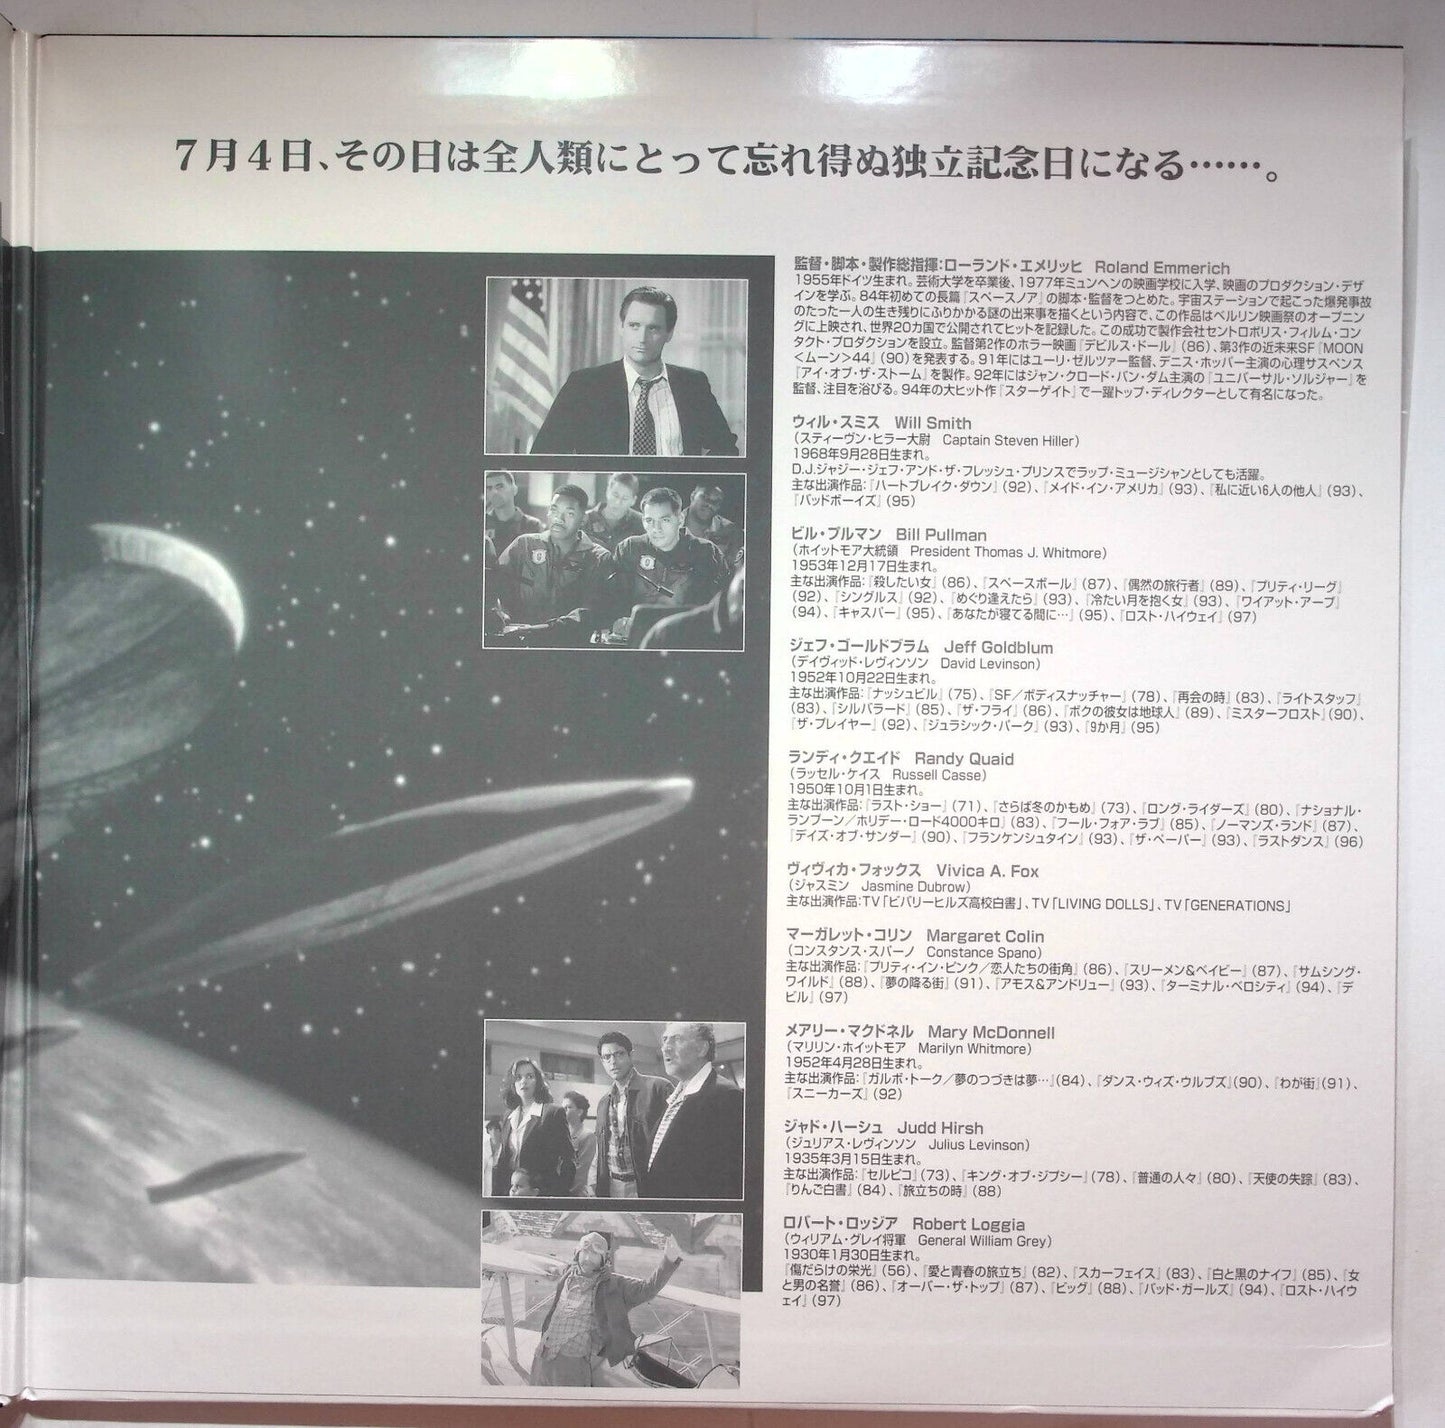 7月4日、その日は全人類にとって忘れ得ぬ独立記念日になる……。
監督・脚本・製作総指揮：ローランド・エメリッヒ　Roland Emmerich
1955年ドイツ生まれ。芸術大学を卒業後、1977年ミュンヘンの映画学校に入学、映画のプロダクション・デザ
インを学ぶ。84年初めての長篇『スペースノア』の脚本・監督をつとめた。宇宙ステーションで起こった爆発事故
のたった一人の生き残りにふりかかる謎の出来事を描くという内容で、この作品はベルリン映画祭のオープニン
グに上映され、世界20カ国で公開されてヒットを記録した。この成功で製作会社セントロポリス・フィルム・コン
タクト・プロダクションを設立。監督第2作のホラー映画『デビルス・ドール』（86）、第3作の近未来SF『MOON
＜ムーン＞44』（90）を発表する。91年にはユーリ・ゼルツァー監督、デニス・ホッパー主演の心理サスペンス
『アイ・オブ・ザ・ストーム』を製作。92年にはジャン・クロード・バン・ダム主演の『ユニバーサル・ソルジャー』を
監督、注目を浴びる。94年の大ヒット作『スターゲイト』で一躍トップ・ディレクターとして有名になった。
ウィル・スミス　Will Smith
（スティーヴン・ヒラー大尉　Captain Steven Hiller）
1968年9月28日生まれ。
D.J.ジャジー・ジェフ・アンド・ザ・フレッシュ・プリンスでラップ・ミュージシャンとしても活躍。
主な出演作品：『ハートブレイク・ダウン』（92）、『メイド・イン・アメリカ』（93）、『私に近い6人の他人』（93）、
『バッドボーイズ』（95）
ビル・プルマン　Bill Pullman
（ホイットモア大統領　President Thomas J. Whitmore）
1953年12月17日生まれ。
主な出演作品：『殺したい女』（86）、『スペースボール』（87）、『偶然の旅行者』（89）、『プリティ・リーグ』
（92）、『シングルス』（92）、『めぐり逢えたら』（93）、『冷たい月を抱く女』（93）、『ワイアット・アープ』
（94）、『キャスパー』（95）、『あなたが寝てる間に…』（95）、『ロスト・ハイウェイ』（97）
ジェフ・ゴールドブラム　Jeff Goldblum
（デイヴィッド・レヴィンソン　David Levinson）
1952年10月22日生まれ。
主な出演作品：『ナッシュビル』（75）、『SF／ボディスナッチャー』（78）、『再会の時』（83）、『ライトスタッフ』
（83）、『シルバラード』（85）、『ザ・フライ』（86）、『ボクの彼女は地球人』（89）、『ミスターフロスト』（90）、
『ザ・プレイヤー』（92）、『ジュラシック・パーク』（93）、『9か月』（95）
ランディ・クエイド　Randy Quaid
（ラッセル・ケイス　Russell Casse）
1950年10月1日生まれ。
主な出演作品：『ラスト・ショー』（71）、『さらば冬のかもめ』（73）、『ロング・ライダーズ』（80）、『ナショナル・
ランプーン／ホリデー・ロード4000キロ』（83）、『フール・フォア・ラブ』（85）、『ノーマンズ・ランド』（87）、
『デイズ・オブ・サンダー』（90）、『フランケンシュタイン』（93）、『ザ・ペーパー』（93）、『ラストダンス』（96）
ヴィヴィカ・フォックス　Vivica A. Fox
（ジャスミン　Jasmine Dubrow）
主な出演作品：TV「ビバリーヒルズ高校白書」、TV「LIVING DOLLS」、TV「GENERATIONS」
マーガレット・コリン　Margaret Colin
（コンスタンス・スパーノ　Constance Spano）
主な出演作品：『プリティ・イン・ピンク／恋人たちの街角』（86）、『スリーメン&ベイビー』（87）、『サムシング・
ワイルド』（88）、『夢の降る街』（91）、『アモス&アンドリュー』（93）、『ターミナル・ベロシティ』（94）、『デ
ビル』（97）
メアリー・マクドネル　Mary McDonnell
（マリリン・ホイットモア　Marilyn Whitmore）
1952年4月28日生まれ。
主な出演作品：『ガルボ・トーク／夢のつづきは夢…』（84）、『ダンス・ウィズ・ウルブズ』（90）、『わが街』（91）、
『スニーカーズ』（92）
ジャド・ハーシュ　Judd Hirsh
（ジュリアス・レヴィンソン　Julius Levinson）
1935年3月15日生まれ。
主な出演作品：『セルピコ』（73）、『キング・オブ・ジプシー』（78）、『普通の人々』（80）、『天使の失踪』（83）、
『りんご白書』（84）、『旅立ちの時』（88）
ロバート・ロッジア　Robert Loggia
（ウィリアム・グレイ将軍　General William Grey）
1930年1月30日生まれ。
『傷だらけの栄光』（56）、『愛と青春の旅立ち』（82）、『スカーフェイス』（83）、『白と黒のナイフ』（85）、『女
と男の名誉』（86）、『オーバー・ザ・トップ』（87）、『ビッグ』（88）、『バッド・ガールズ』（94）、『ロスト・ハイウ
ェイ』（97）